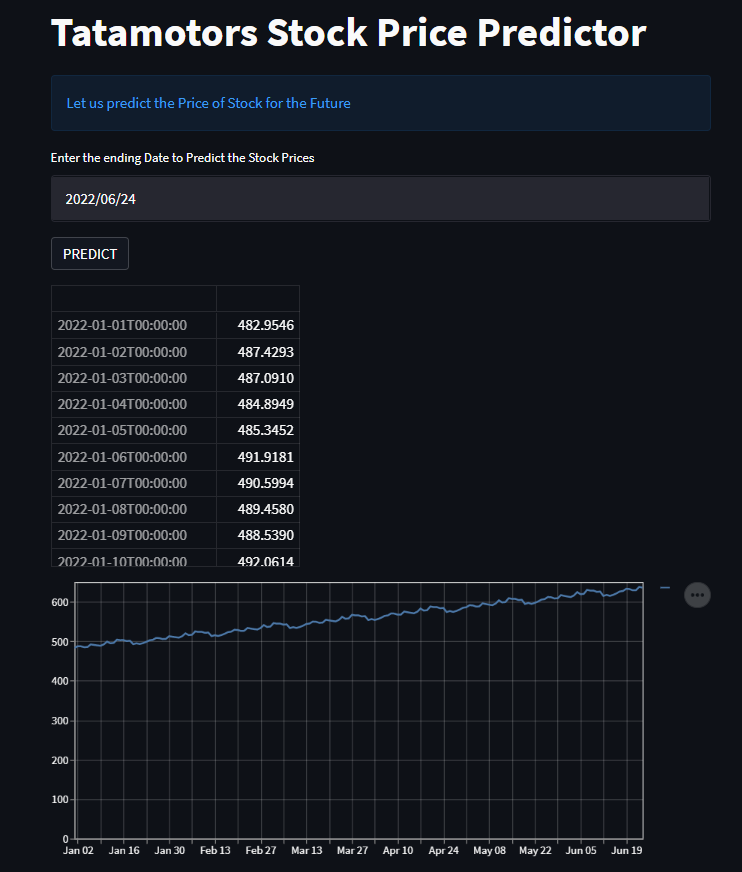 Tatamotors Stock Price Predictor
Let us predict the Price of Stock for the Future
Enter the ending Date to Predict the Stock Prices
2022/06/24
PREDICT
2022-01-01T00:00:00 482.9546
2022-01-02T00:00:00 487.4293
2022-01-03T00:00:00 487.0910
2022-01-04T00:00:00 484.8949
2022-01-05T00:00:00 485.3452
2022-01-06T00:00:00 491.9181
2022-01-07T00:00:00 490.5994
2022-01-08T00:00:00 489.4580
2022-01-09T00:00:00 488.5390
2022-01-10T00:00:00 492.0614
600
500
400
300
200
100
0
Jan 02 Jan 16 Jan 30 Feb 13 Feb 27 Mar 13 Mar 27 Apr 10 Apr 24 May 08 May 22 Jun 05 Jun 19